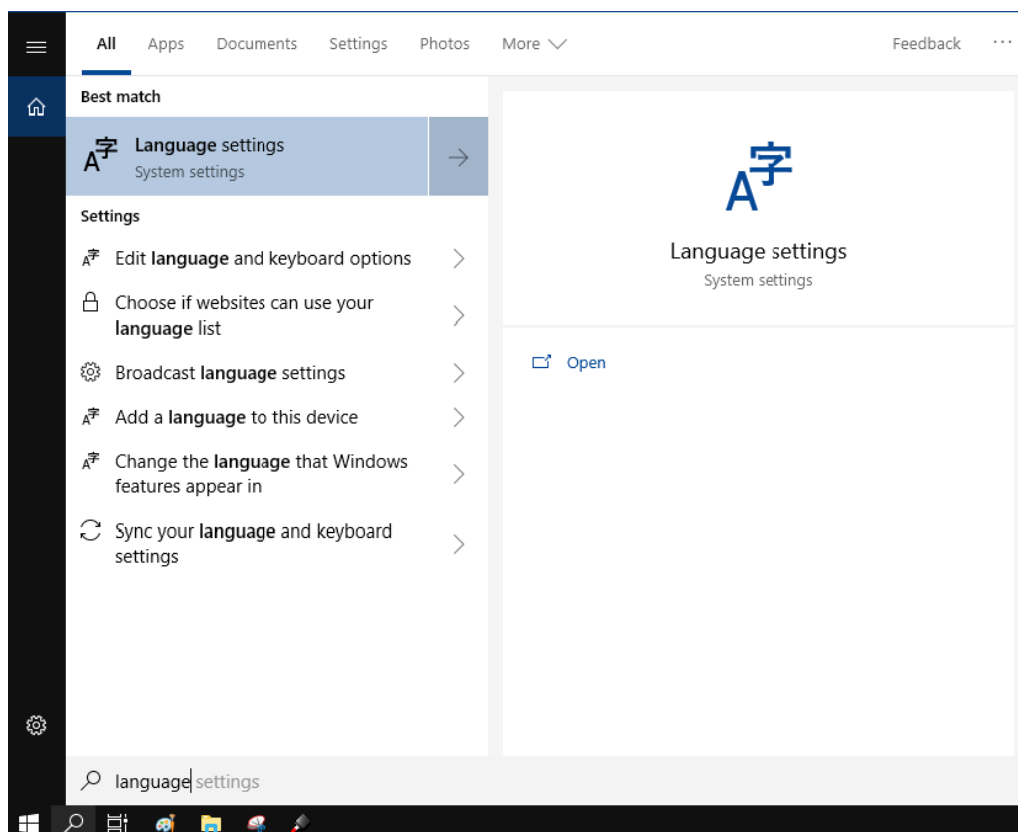 All Apps Documents Settings Photos More Feedback ...
Best match
Language settings
System settings
Settings
Edit language and keyboard options
Choose if websites can use your
language list
Broadcast language settings
Add a language to this device
Change the language that Windows
features appear in
Sync your language and keyboard
settings
A字
Language settings
System settings
Open
language settings